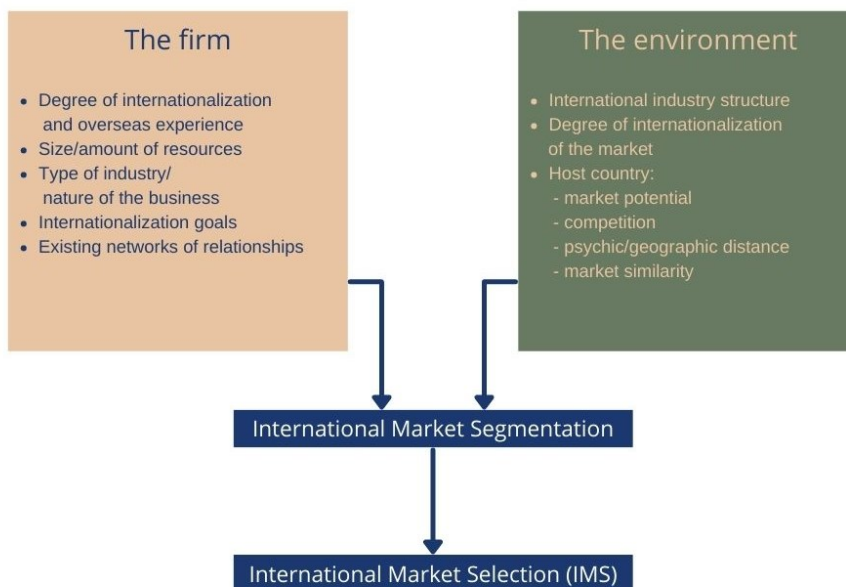 The firm
• Degree of internationalization
and overseas experience
• Size/amount of resources
• Type of industry/
nature of the business
• Internationalization goals
• Existing networks of relationships
The environment
• International industry structure
• Degree of internationalization
of the market
• Host country:
- market potential
- competition
- psychic/geographic distance
- market similarity
International Market Segmentation
International Market Selection (IMS)